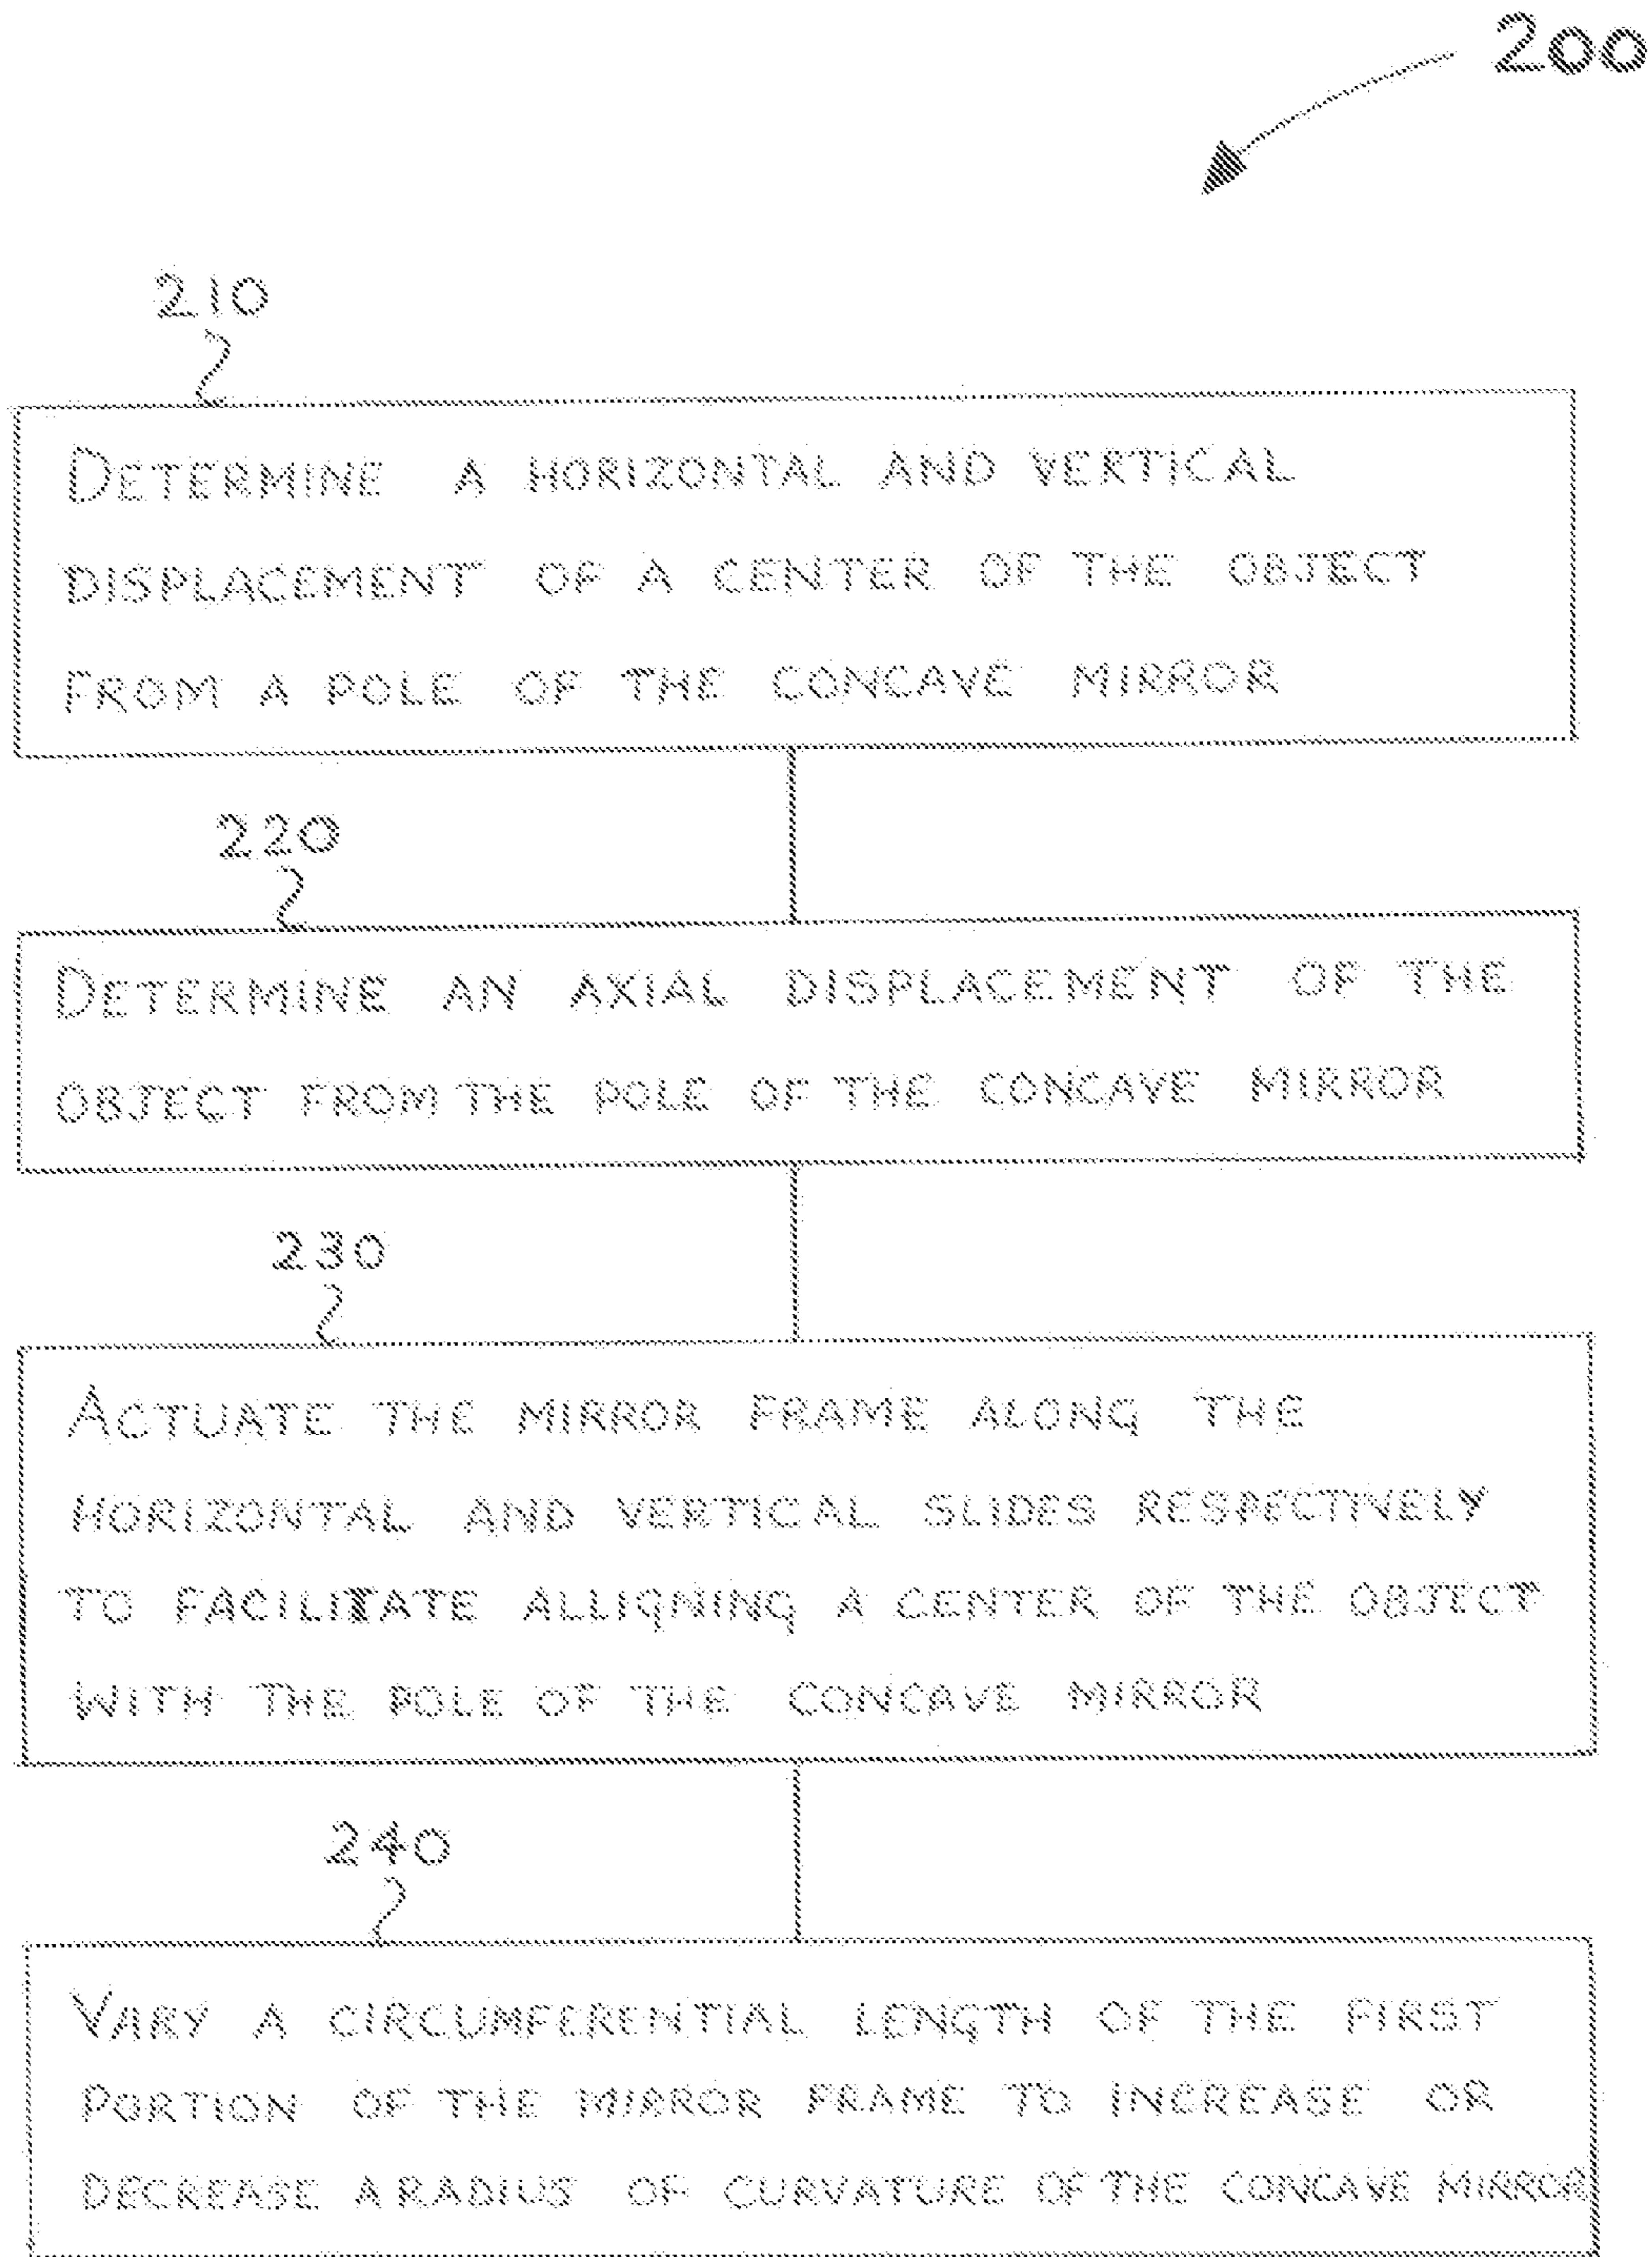 200
210
DETERMINE A HORIZONTAL AND VERTICAL
DISPLACEMENT OF A CENTER OF THE OBJECT
FROM A POLE OF THE CONCAVE MIRROR
220
DETERMINE AN AXIAL DISPLACEMENT OF THE
OBJECT FROM THE POLE OF THE CONCAVE MIRROR
230
ACTUATE THE MIRROR FRAME ALONG THE
HORIZONTAL AND VERTICAL SLIDES RESPECTIVELY
TO FACILITATE ALLIGNING A CENTER OF THE OBJECT
WITH THE POLE OF THE CONCAVE MIRROR
240
VARY A CIRCUMFERENTIAL LENGTH OF THE FIRST
PORTION OF THE MIRROR FRAME TO INCREASE OR
DECREASE A RADIUS OF CURVATURE OF THE CONCAVE MIRROR